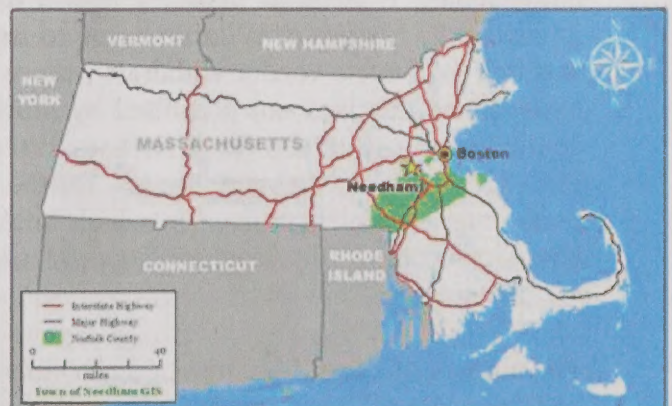 VERMONT
NEW HAMPSHIRE
NEW
YORK
N
W E
S
MASSACHUSETTS
Boston
Needham
CONNECTICUT
RHODE
ISLAND
Interstate Highway
Major Highway
Norfolk County
0 40
miles
Town of Needham GIS